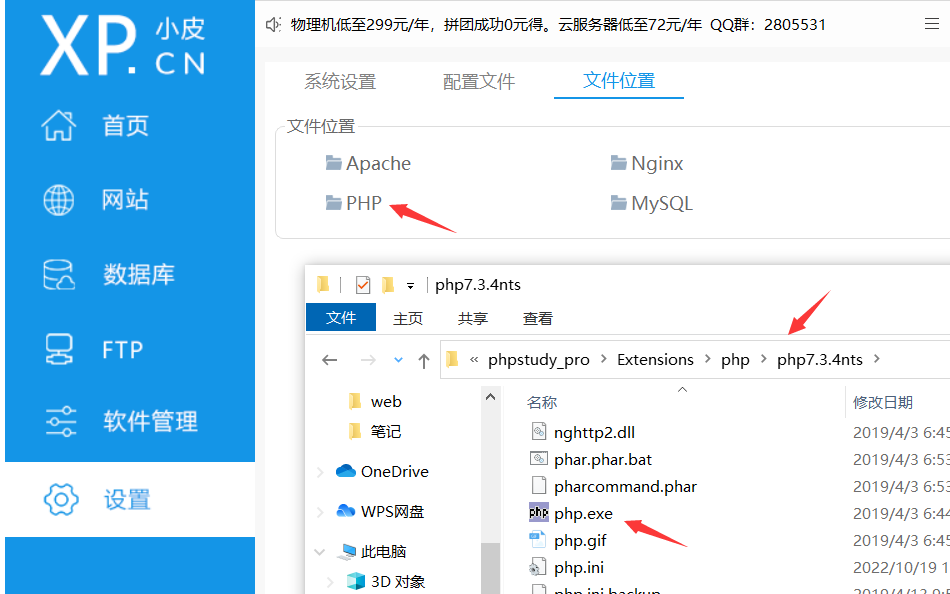 XP.小皮CN
物理机低至299元/年，拼团成功0元得。云服务器低至72元/年 QQ群：2805531
首页
网站
数据库
FTP
软件管理
设置
系统设置 配置文件 文件位置
文件位置
Apache Nginx
PHP MySQL
php7.3.4nts
文件 主页 共享 查看
« phpstudy_pro > Extensions > php > php7.3.4nts >
web
笔记
OneDrive
WPS网盘
此电脑
3D 对象
名称 修改日期
nghttp2.dll 2019/4/3 6:45
phar.phar.bat 2019/4/3 6:53
pharcommand.phar 2019/4/3 6:53
php.exe 2019/4/3 6:44
php.gif 2019/4/3 6:45
php.ini 2022/10/19 1
php.ini.backup